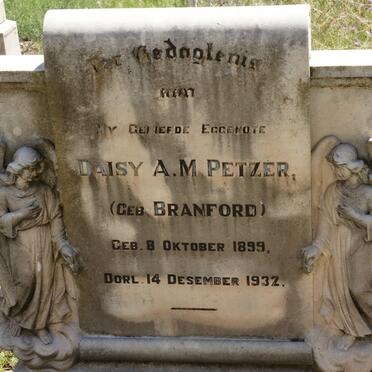 Ter Gedagtenis
aan
My Geliefde Eggenote
Daisy A.M. Petzer,
(Geb. Branford)
Geb. 8 Oktober 1899,
Oorl. 14 Desember 1932.